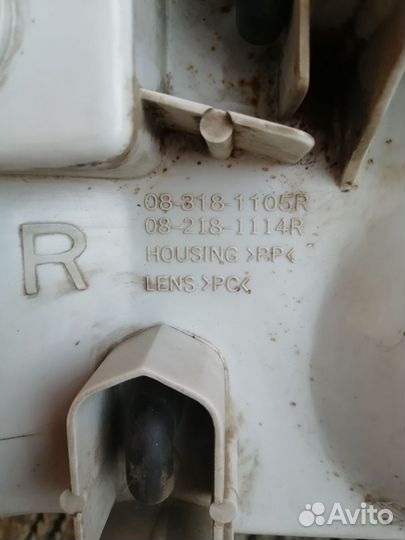 08-318-1105R
08-218-1114R
R
HOUSING >PP<
LENS >PC<
Avito